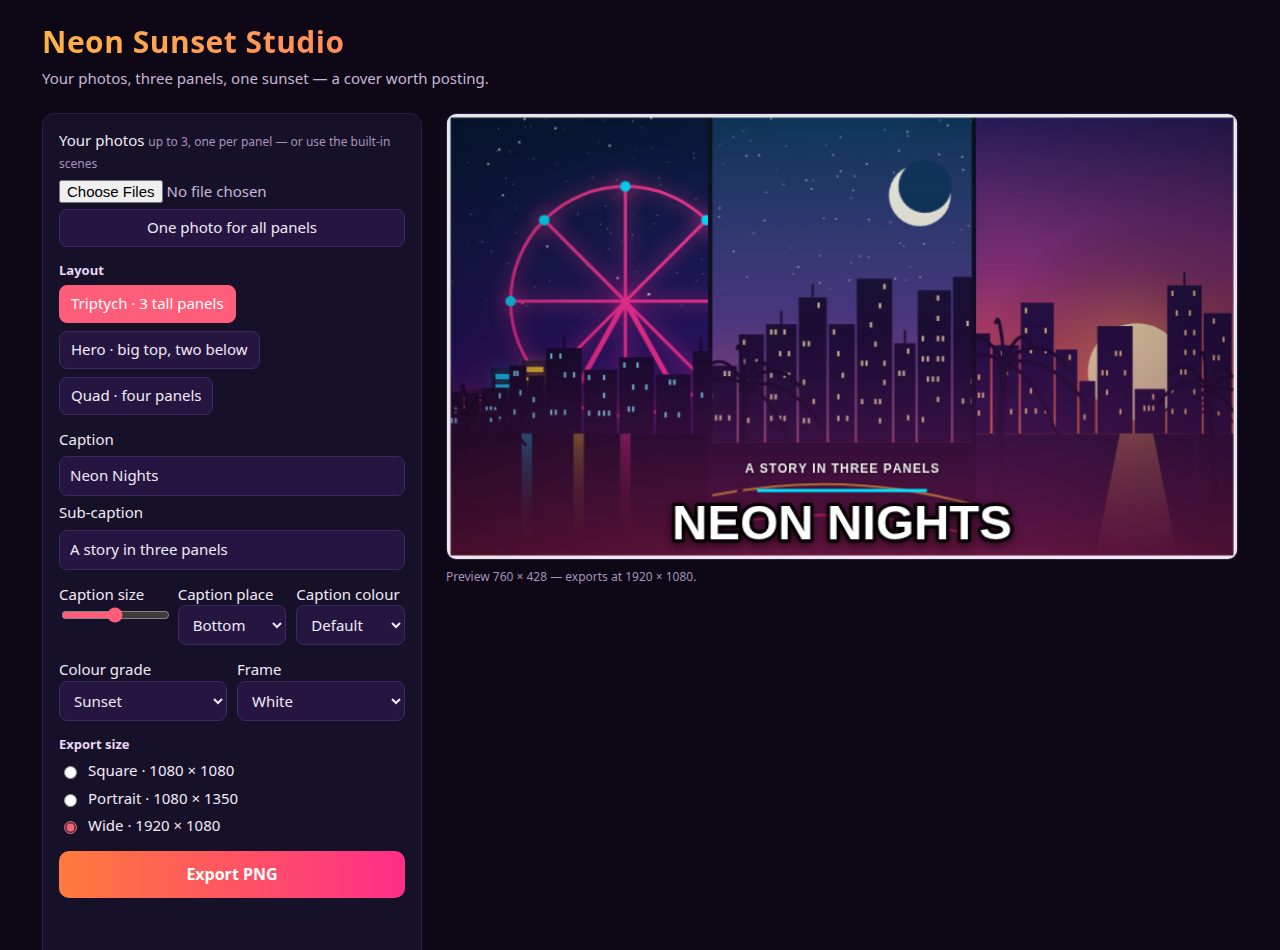 Neon Sunset Studio
Your photos, three panels, one sunset — a cover worth posting.
Your photos up to 3, one per panel — or use the built-in
scenes
Choose Files No file chosen
One photo for all panels
Layout
Triptych · 3 tall panels
Hero · big top, two below
Quad · four panels
Caption
Neon Nights
Sub-caption
A story in three panels
Caption size Caption place Caption colour
Bottom Default
Colour grade Frame
Sunset White
Export size
Square · 1080 × 1080
Portrait · 1080 × 1350
Wide · 1920 × 1080
Export PNG
A STORY IN THREE PANELS
NEON NIGHTS
Preview 760 × 428 — exports at 1920 × 1080.